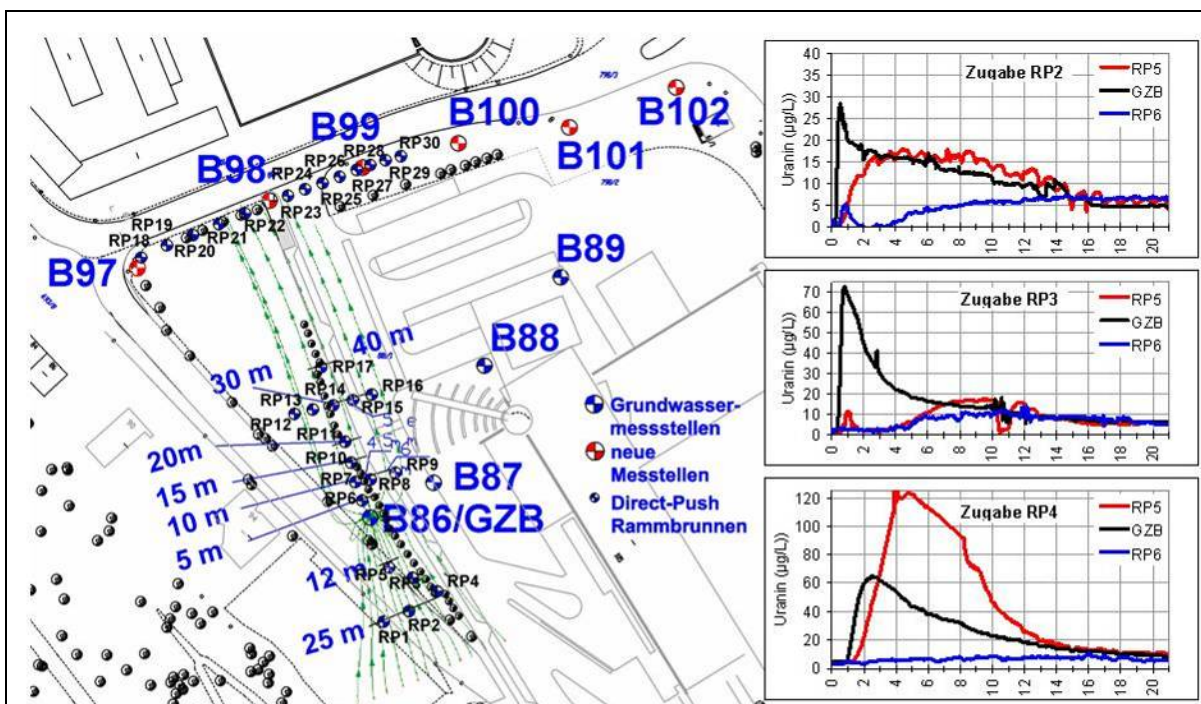 B102
B100
B99
B101
B98
B97
B89
B88
B87
B86/GZB
RP30
RP28
RP26
RP24
RP29
RP27
RP25
RP23
RP22
RP21
RP20
RP19
RP18
40 m
30 m
20m
15 m
10 m
5 m
12 m
25 m
RP17
RP16
RP15
RP14
RP13
RP12
RP11
RP10
RP9
RP8
RP7
RP6
RP5
RP3
RP4
RP2
RP1
Grundwasser-
messstellen
neue
Messtellen
Direct-Push
Rammbrunnen
Zugabe RP2
RP5
GZB
RP6
Uranin (µg/L))
40
35
30
25
20
15
10
5
0
0
2
4
6
8
10
12
14
16
18
20
Zugabe RP3
RP5
GZB
RP6
Uranin (µg/L))
70
60
50
40
30
20
10
0
0
2
4
6
8
10
12
14
16
18
20
Zugabe RP4
RP5
GZB
RP6
Uranin (µg/L))
120
100
80
60
40
20
0
0
2
4
6
8
10
12
14
16
18
20